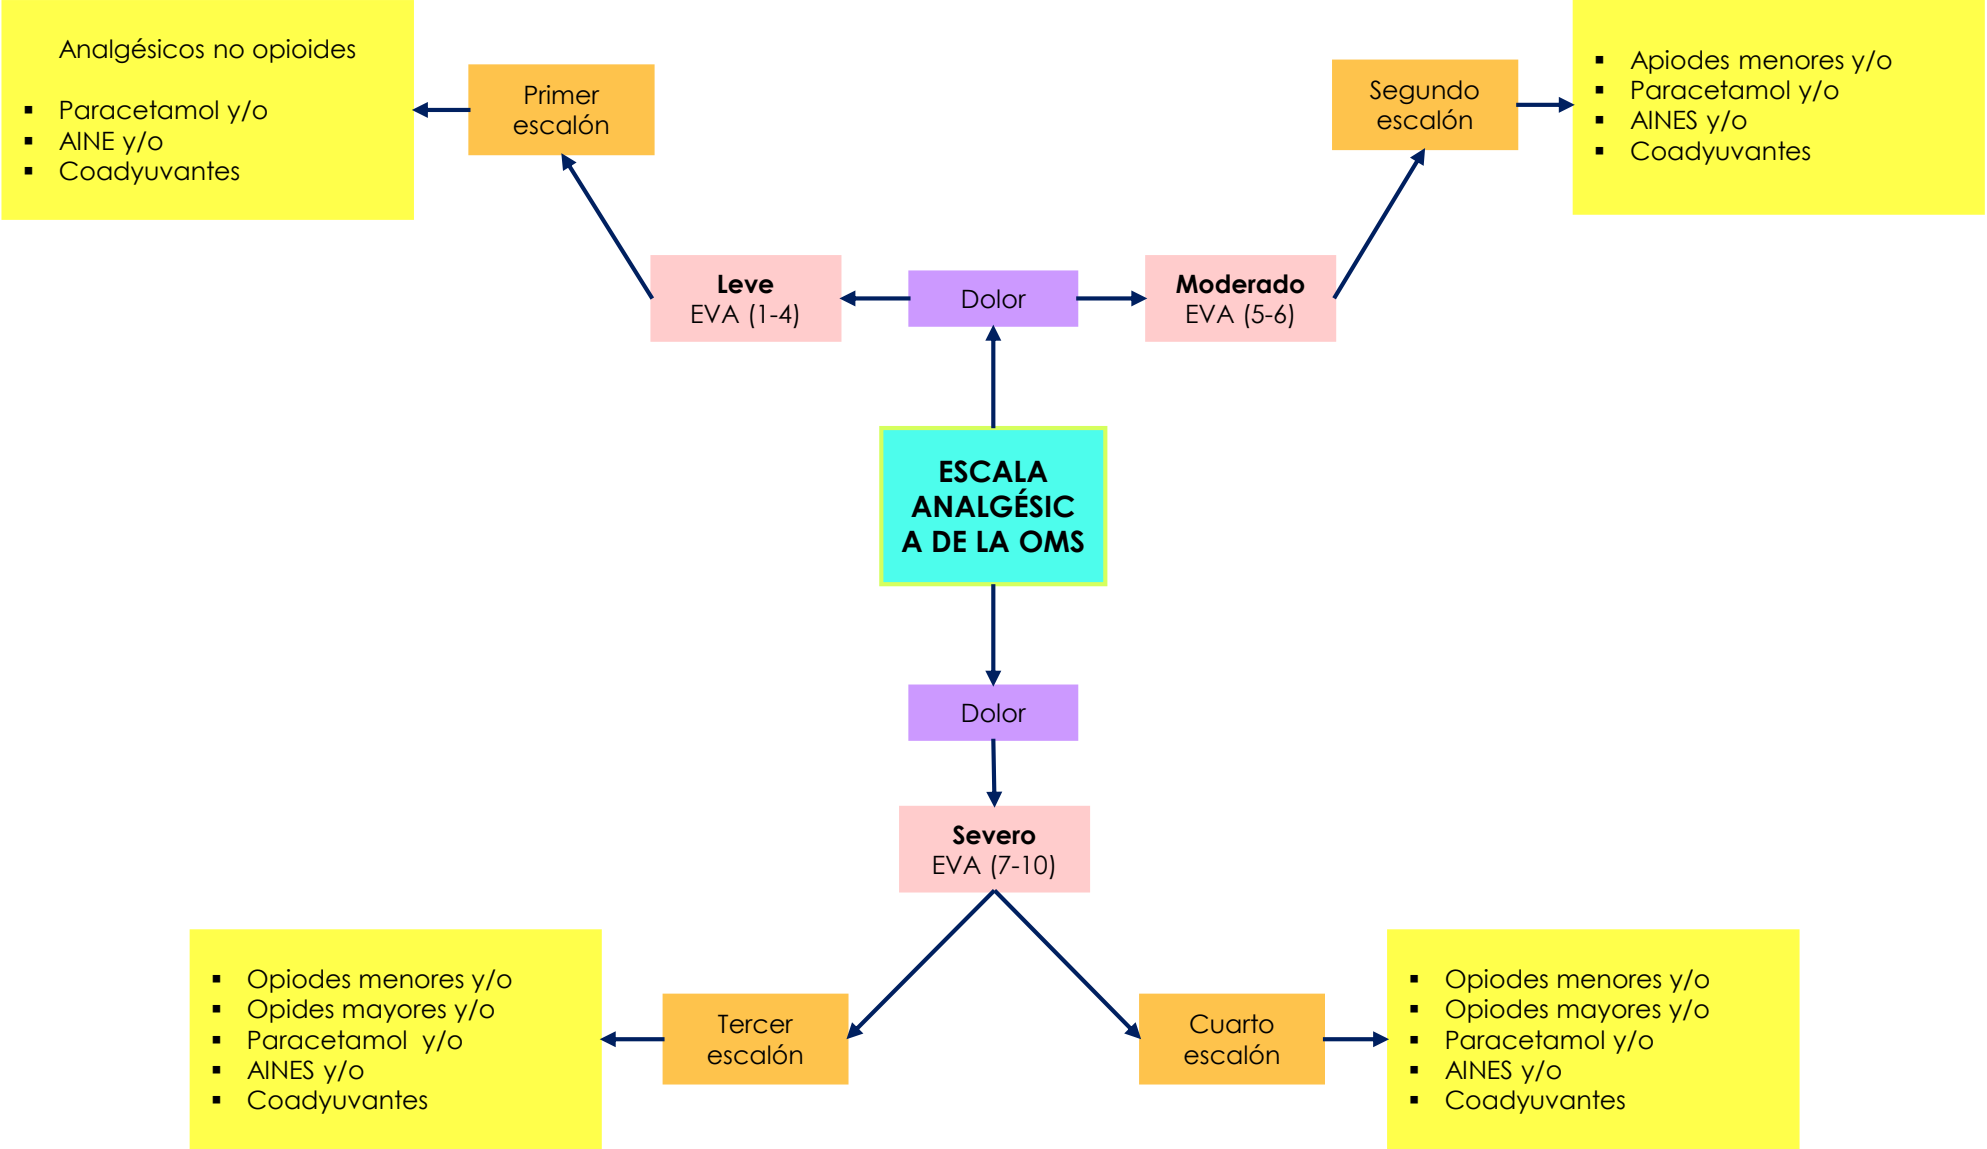 Analgésicos no opioides
▪ Paracetamol y/o
▪ AINE y/o
▪ Coadyuvantes
Primer
escalón
Segundo
escalón
▪ Apiodes menores y/o
▪ Paracetamol y/o
▪ AINES y/o
▪ Coadyuvantes
Leve
EVA (1-4)
Dolor
Moderado
EVA (5-6)
ESCALA
ANALGÉSIC
A DE LA OMS
Dolor
Severo
EVA (7-10)
▪ Opiodes menores y/o
▪ Opides mayores y/o
▪ Paracetamol y/o
▪ AINES y/o
▪ Coadyuvantes
Tercer
escalón
Cuarto
escalón
▪ Opiodes menores y/o
▪ Opiodes mayores y/o
▪ Paracetamol y/o
▪ AINES y/o
▪ Coadyuvantes